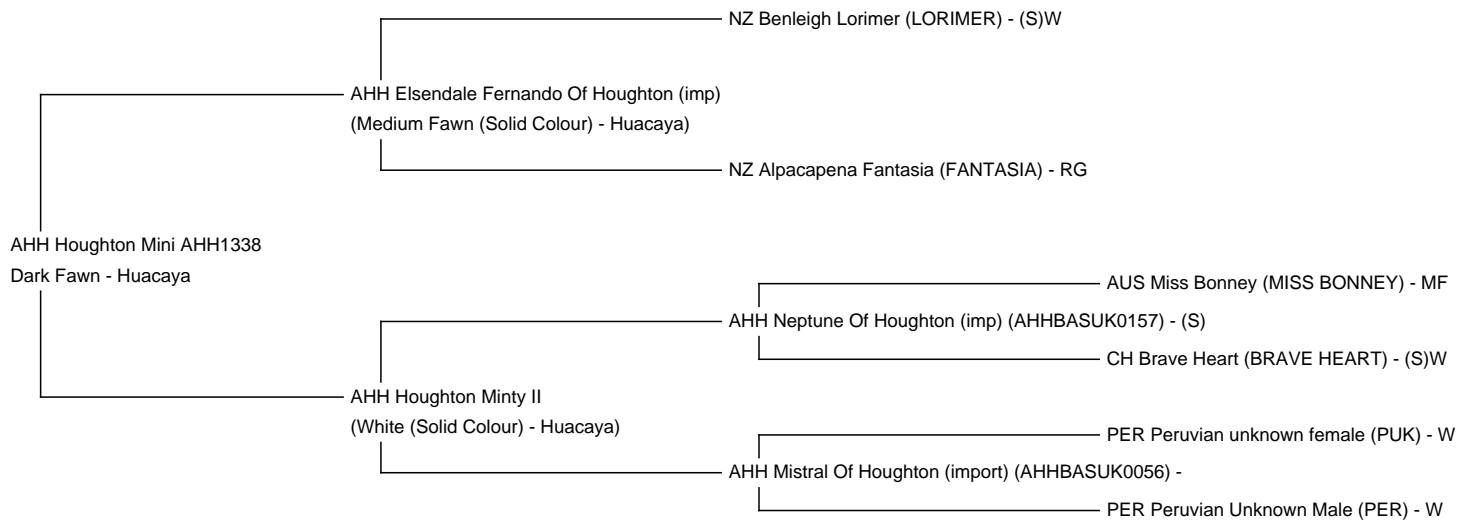 NZ Benleigh Lorimer (LORIMER) - (S)W
AHH Elsendale Fernando Of Houghton (imp)
(Medium Fawn (Solid Colour) - Huacaya)
NZ Alpacapena Fantasia (FANTASIA) - RG
AHH Houghton Mini AHH1338
Dark Fawn - Huacaya
AUS Miss Bonney (MISS BONNEY) - MF
AHH Neptune Of Houghton (imp) (AHHBASUK0157) - (S)
CH Brave Heart (BRAVE HEART) - (S)W
AHH Houghton Minty II
(White (Solid Colour) - Huacaya)
PER Peruvian unknown female (PUK) - W
AHH Mistral Of Houghton (import) (AHHBASUK0056) -
PER Peruvian Unknown Male (PER) - W